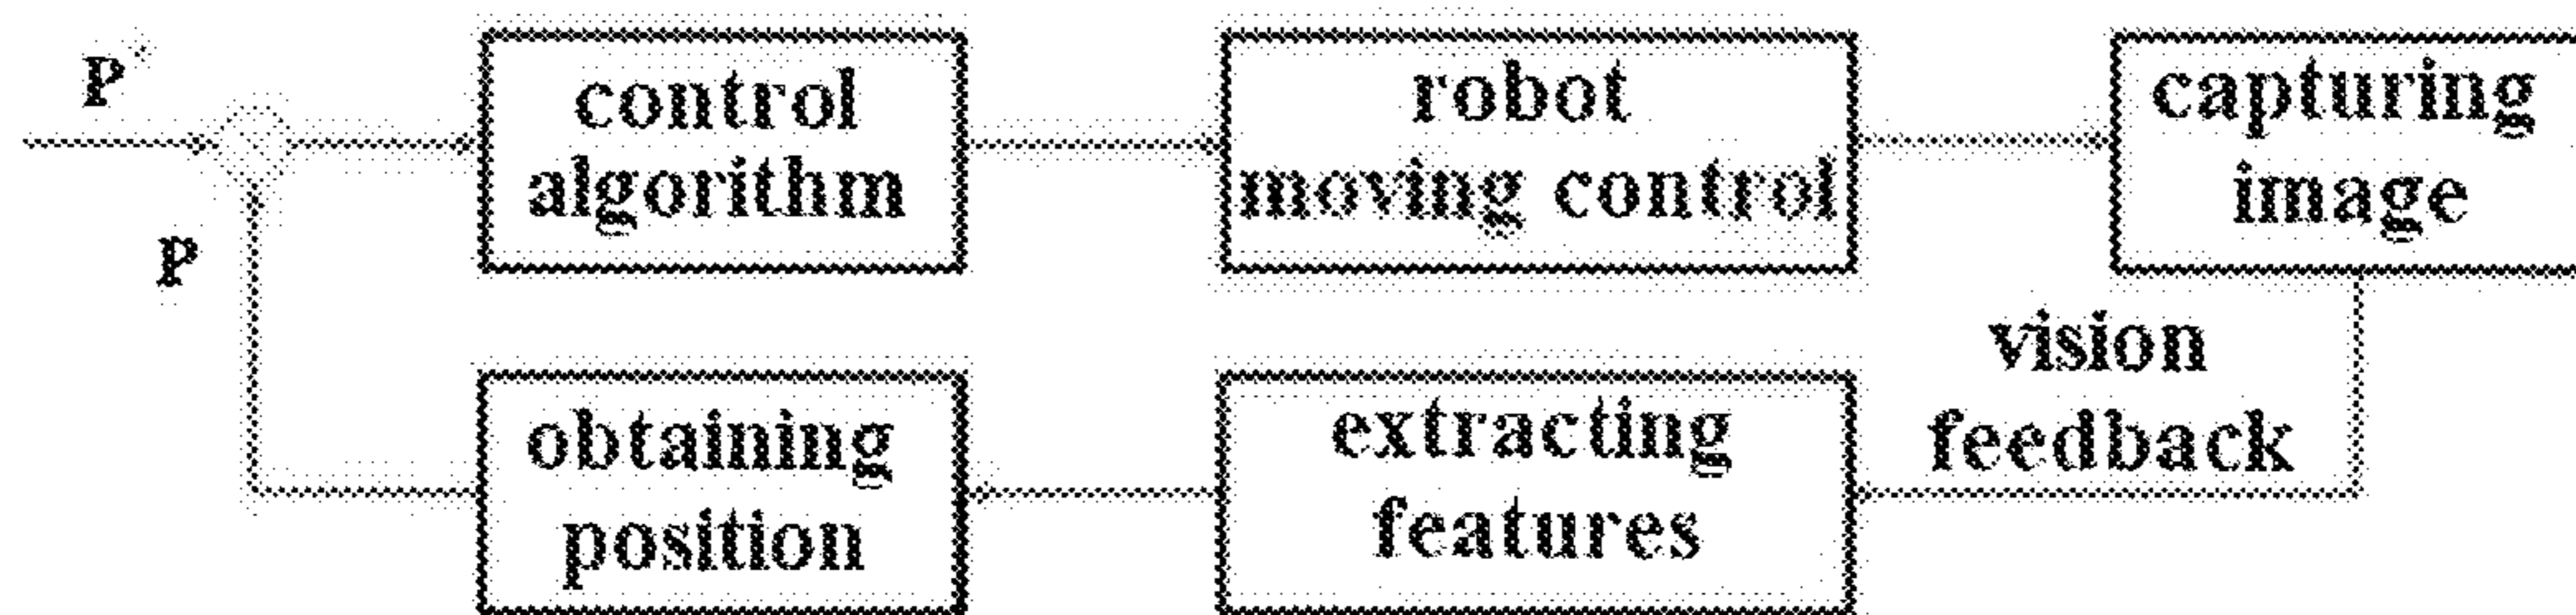 P*
control
algorithm
robot
moving control
capturing
image
P
vision
feedback
obtaining
position
extracting
features